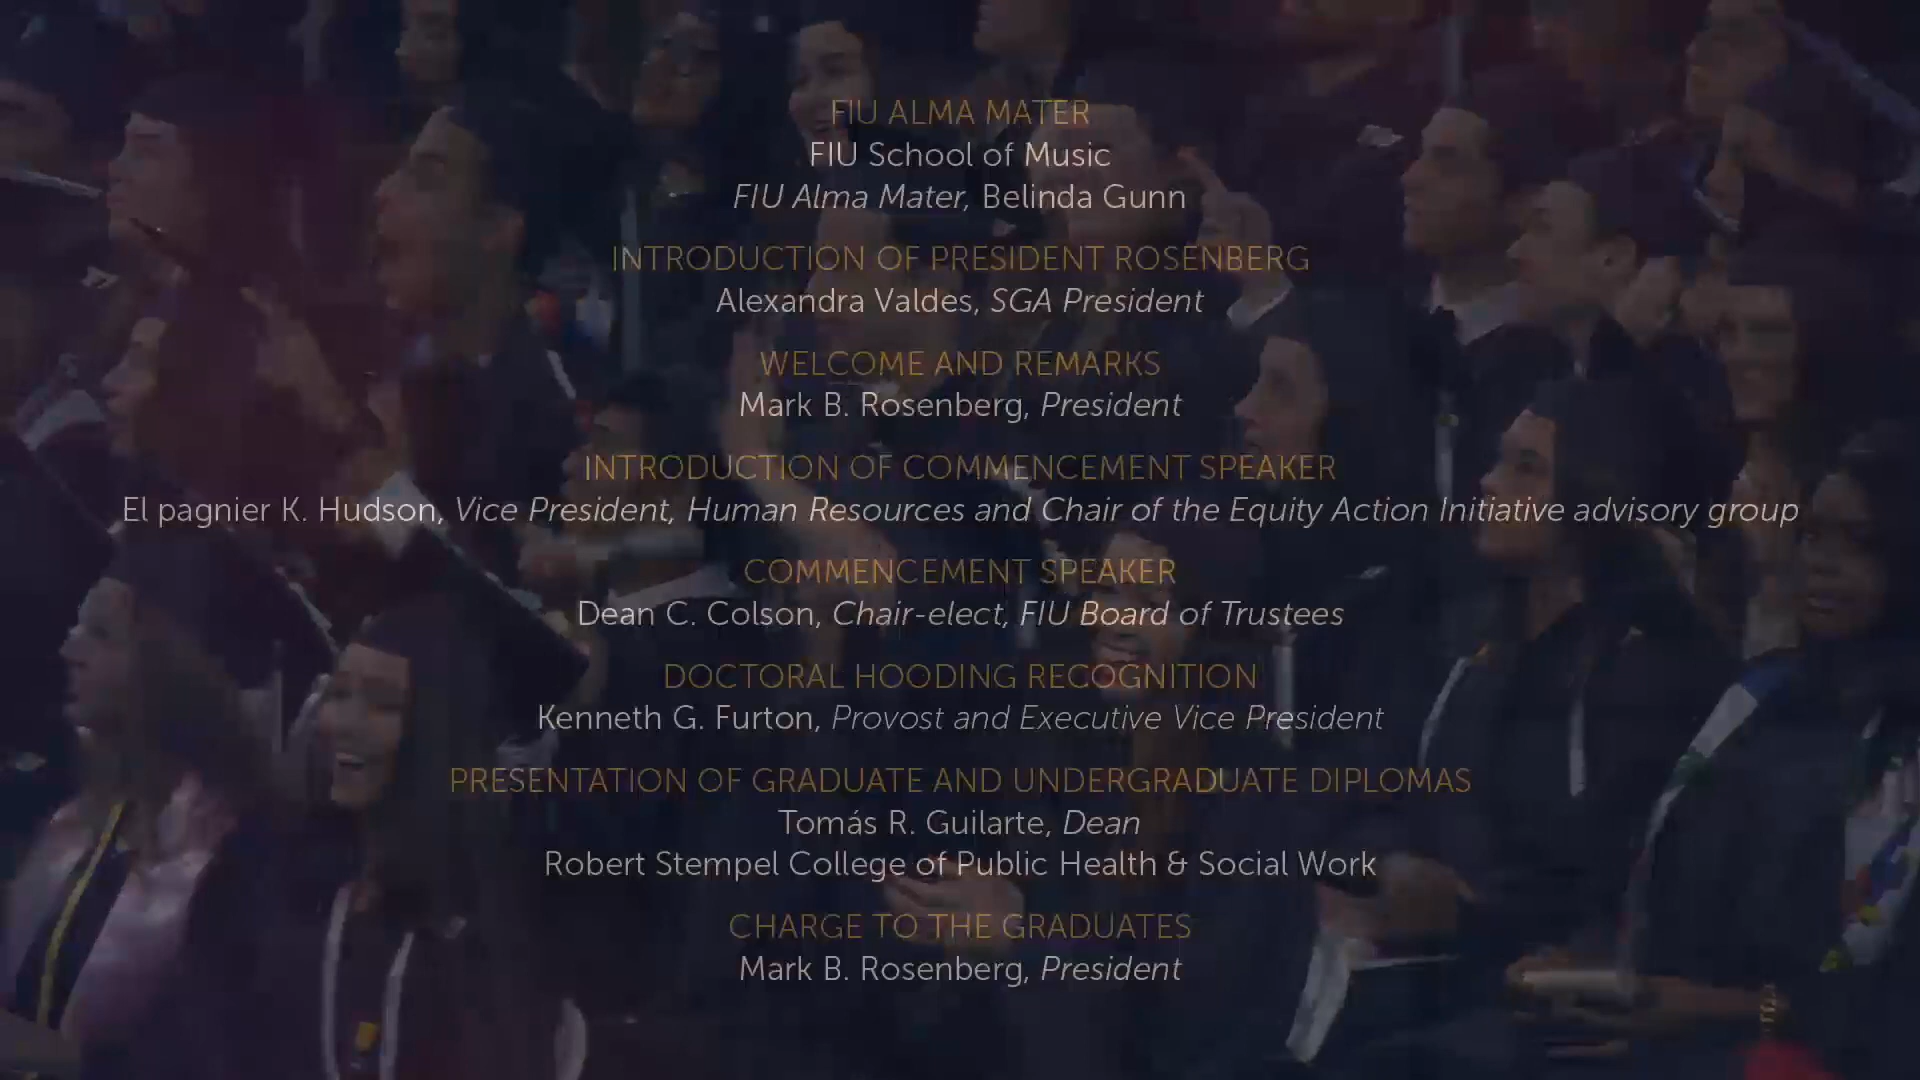 FIU ALMA MATER
FIU School of Music
FIU Alma Mater, Belinda Gunn
INTRODUCTION OF PRESIDENT ROSENBERG
Alexandra Valdes, SGA President
WELCOME AND REMARKS
Mark B. Rosenberg, President
INTRODUCTION OF COMMENCEMENT SPEAKER
El pagnier K. Hudson, Vice President, Human Resources and Chair of the Equity Action Initiative advisory group
COMMENCEMENT SPEAKER
Dean C. Colson, Chair-elect, FIU Board of Trustees
DOCTORAL HOODING RECOGNITION
Kenneth G. Furton, Provost and Executive Vice President
PRESENTATION OF GRADUATE AND UNDERGRADUATE DIPLOMAS
Tomás R. Guilarte, Dean
Robert Stempel College of Public Health & Social Work
CHARGE TO THE GRADUATES
Mark B. Rosenberg, President